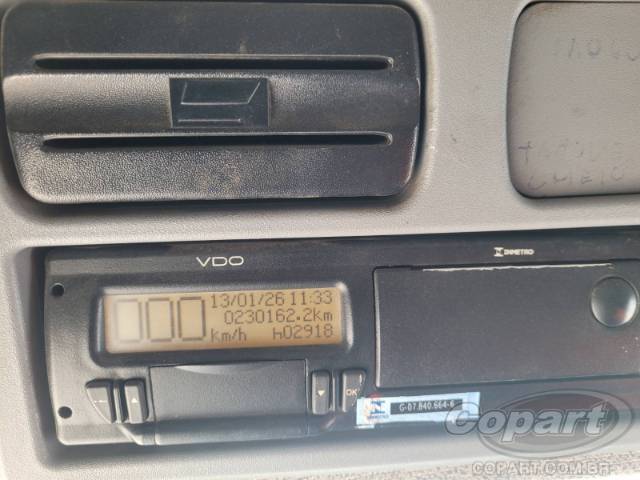 VDO
INMETRO
000
13/01/26 11:33
0230162.2km
km/h h02918
OK
INMETRO
G-07.840.664-6
Copart
COPART.COM.BR